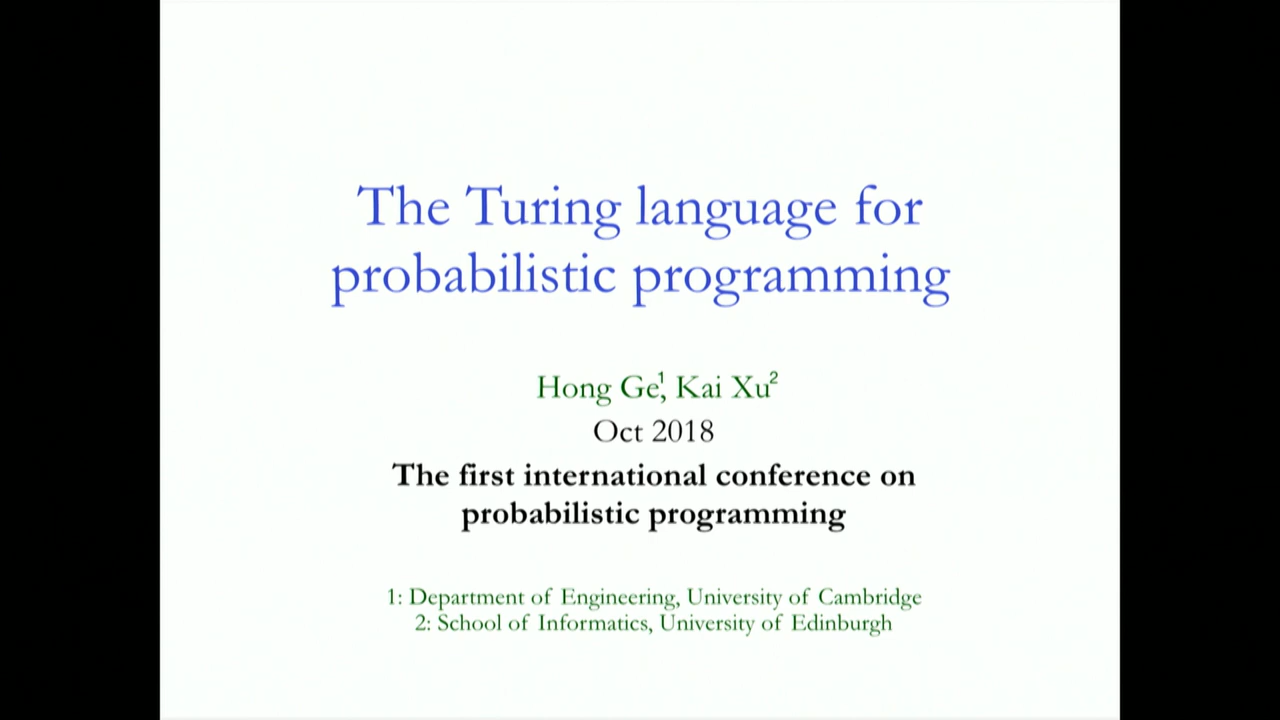 The Turing language for
probabilistic programming
Hong Ge¹, Kai Xu²
Oct 2018
The first international conference on
probabilistic programming
1: Department of Engineering, University of Cambridge
2: School of Informatics, University of Edinburgh